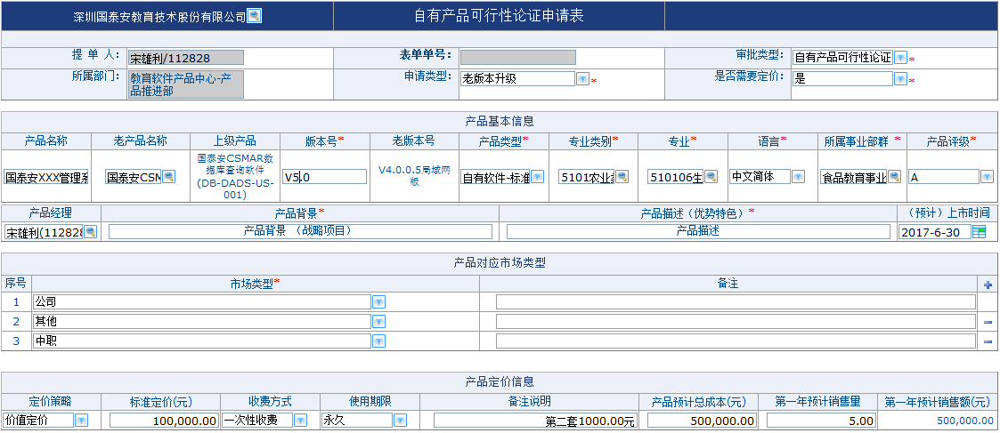 深圳国泰安教育技术股份有限公司 自有产品可行性论证申请表
提 单 人: 宋雄利/112828 表单单号: 审批类型: 自有产品可行性论证 *
所属部门: 教育软件产品中心-产品推进部 申请类型: 老版本升级 * 是否需要定价: 是 *
产品基本信息
产品名称 老产品名称 上级产品 版本号* 老版本号 产品类型* 专业类别* 专业* 语言* 所属事业部群 * 产品评级*
国泰安XXX管理系 国泰安CSM 国泰安CSMAR数据库查询软件(DB-DADS-US-001) V5.0 V4.0.0.5局域网版 自有软件-标准 5101农业 510106生 中文简体 食品教育事业 A
产品经理 产品背景* 产品描述（优势特色）* （预计）上市时间
宋雄利(112828 产品背景 （战略项目） 产品描述 2017-6-30
产品对应市场类型
序号 市场类型* 备注
1 公司
2 其他
3 中职
产品定价信息
定价策略 标准定价(元) 收费方式 使用期限 备注说明 产品预计总成本(元) 第一年预计销售量 第一年预计销售额(元)
价值定价 100,000.00 一次性收费 永久 第二套1000.00元 500,000.00 5.00 500,000.00